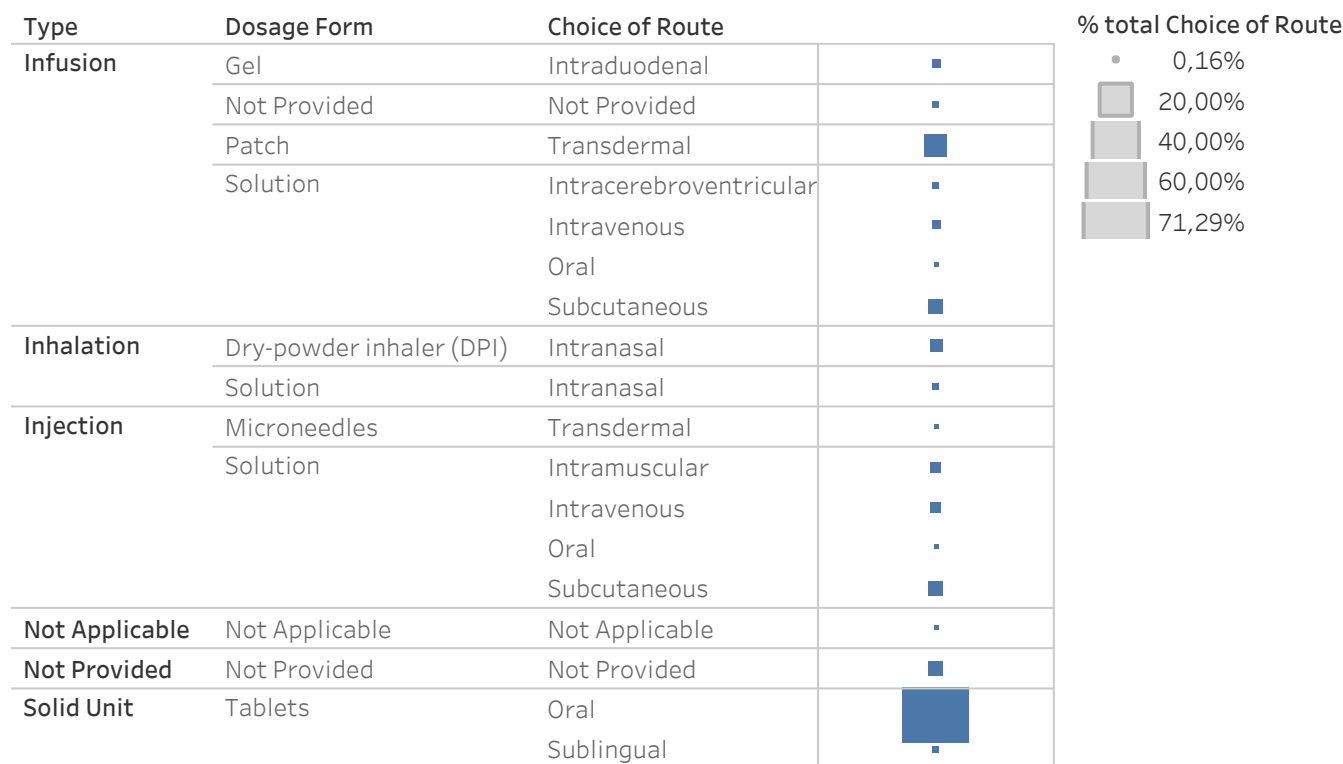 Type Dosage Form Choice of Route % total Choice of Route
Infusion Gel Intraduodenal 0,16%
Not Provided Not Provided 20,00%
Patch Transdermal 40,00%
Solution Intracerebroventricular 60,00%
Intravenous 71,29%
Oral
Subcutaneous
Inhalation Dry-powder inhaler (DPI) Intranasal
Solution Intranasal
Injection Microneedles Transdermal
Solution Intramuscular
Intravenous
Oral
Subcutaneous
Not Applicable Not Applicable Not Applicable
Not Provided Not Provided Not Provided
Solid Unit Tablets Oral
Sublingual